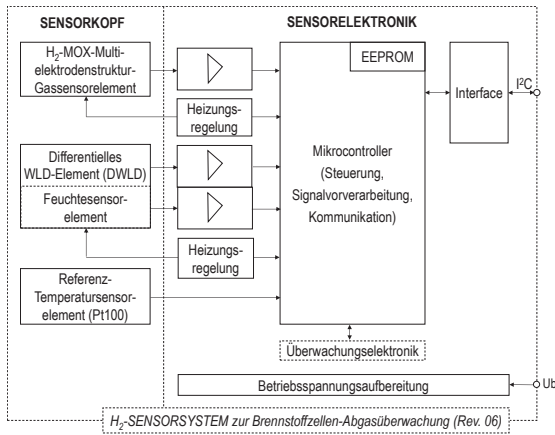 SENSORKOPF
SENSORELEKTRONIK
H₂-MOX-Multi-
elektrodenstruktur-
Gassensorelement
EEPROM
Heizungs-
regelung
Interface
I²C
Differentielles
WLD-Element (DWLD)
Feuchtesensor-
element
Mikrocontroller
(Steuerung,
Signalvorverarbeitung,
Kommunikation)
Heizungs-
regelung
Referenz-
Temperatursensor-
element (Pt100)
Überwachungselektronik
Betriebsspannungsaufbereitung
Ub
H₂-SENSORSYSTEM zur Brennstoffzellen-Abgasüberwachung (Rev. 06)